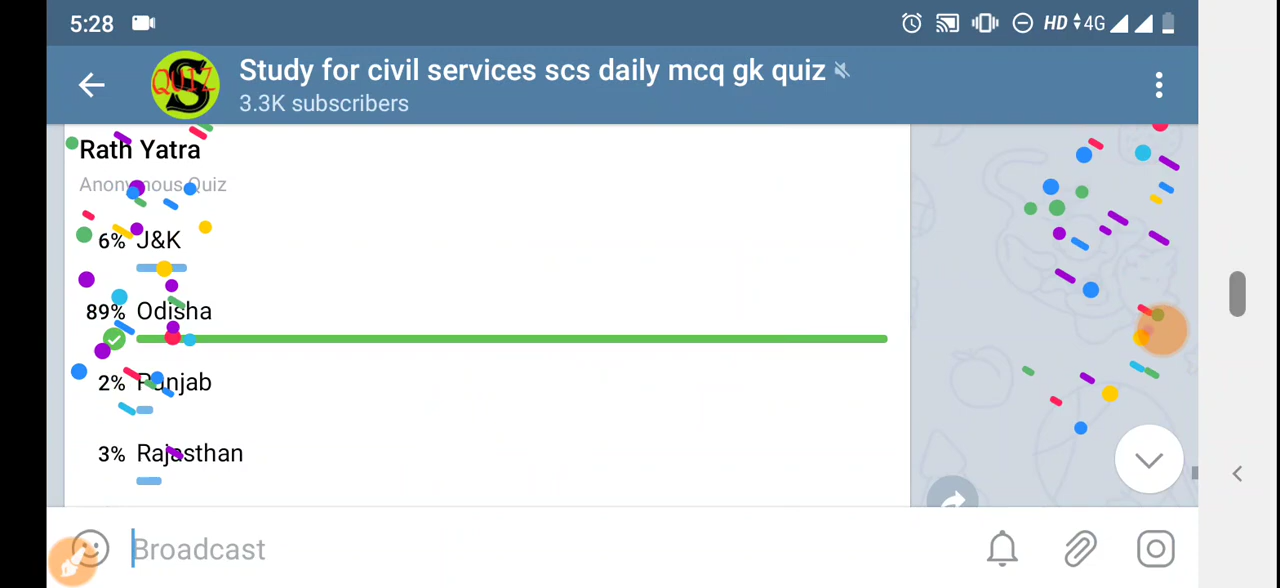 5:28 HD 4G
QUIZ S
Study for civil services scs daily mcq gk quiz
3.3K subscribers
Rath Yatra
Anonymous Quiz
6% J&K
89% Odisha
2% Punjab
3% Rajasthan
Broadcast